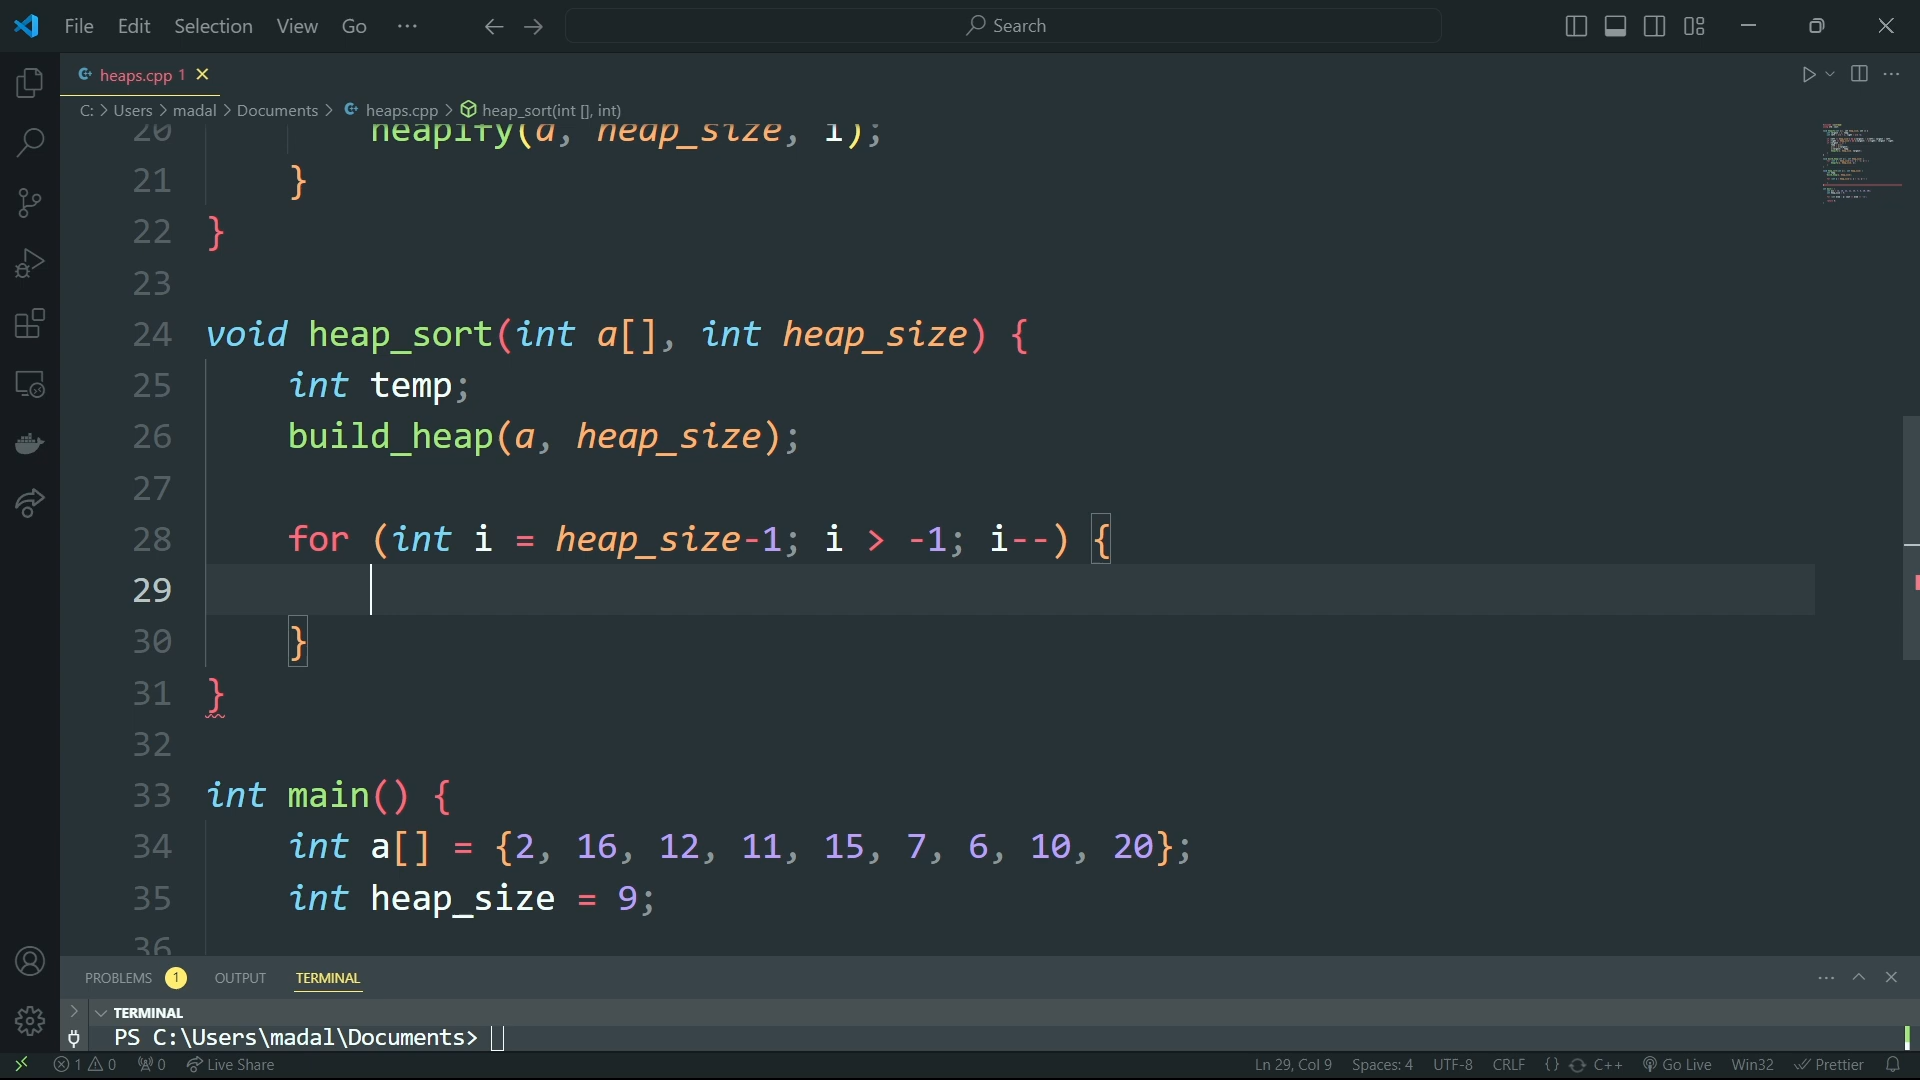 File Edit Selection View Go ··· Search
heaps.cpp 1
C: > Users > madal > Documents > heaps.cpp > heap_sort(int [], int)
20 heapify(a, heap_size, i);
21 }
22 }
23
24 void heap_sort(int a[], int heap_size) {
25 int temp;
26 build_heap(a, heap_size);
27
28 for (int i = heap_size-1; i > -1; i--) {
29
30 }
31 }
32
33 int main() {
34 int a[] = {2, 16, 12, 11, 15, 7, 6, 10, 20};
35 int heap_size = 9;
36
PROBLEMS 1 OUTPUT TERMINAL
TERMINAL
PS C:\Users\madal\Documents>
1 0 0 Live Share Ln 29, Col 9 Spaces: 4 UTF-8 CRLF {} C++ Go Live Win32 Prettier